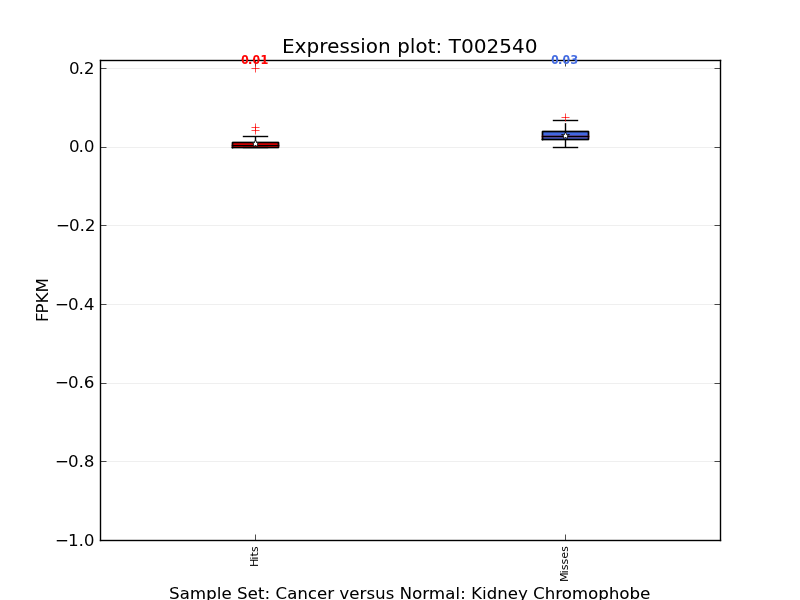 Expression plot: T002540
0.01
0.03
0.2
0.0
−0.2
−0.4
−0.6
−0.8
−1.0
FPKM
Hits
Misses
Sample Set: Cancer versus Normal: Kidney Chromophobe